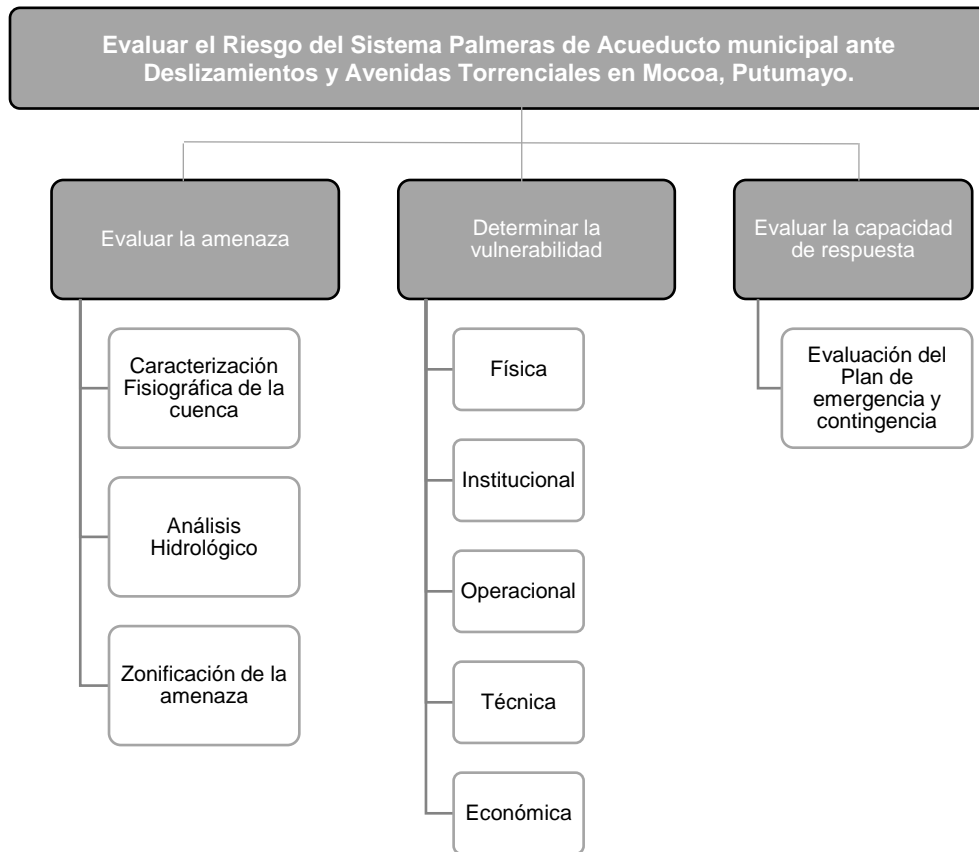 Evaluar el Riesgo del Sistema Palmeras de Acueducto municipal ante
Deslizamientos y Avenidas Torrenciales en Mocoa, Putumayo.
Evaluar la amenaza
Caracterización
Fisiográfica de la
cuenca
Análisis
Hidrológico
Zonificación de la
amenaza
Determinar la
vulnerabilidad
Física
Institucional
Operacional
Técnica
Económica
Evaluar la capacidad
de respuesta
Evaluación del
Plan de
emergencia y
contingencia